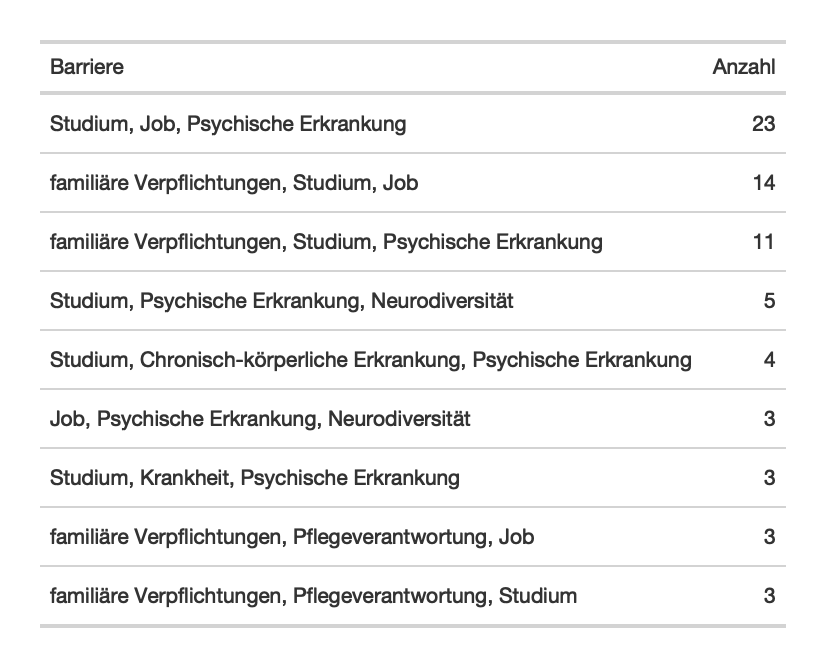 Barriere Anzahl
Studium, Job, Psychische Erkrankung 23
familiäre Verpflichtungen, Studium, Job 14
familiäre Verpflichtungen, Studium, Psychische Erkrankung 11
Studium, Psychische Erkrankung, Neurodiversität 5
Studium, Chronisch-körperliche Erkrankung, Psychische Erkrankung 4
Job, Psychische Erkrankung, Neurodiversität 3
Studium, Krankheit, Psychische Erkrankung 3
familiäre Verpflichtungen, Pflegeverantwortung, Job 3
familiäre Verpflichtungen, Pflegeverantwortung, Studium 3